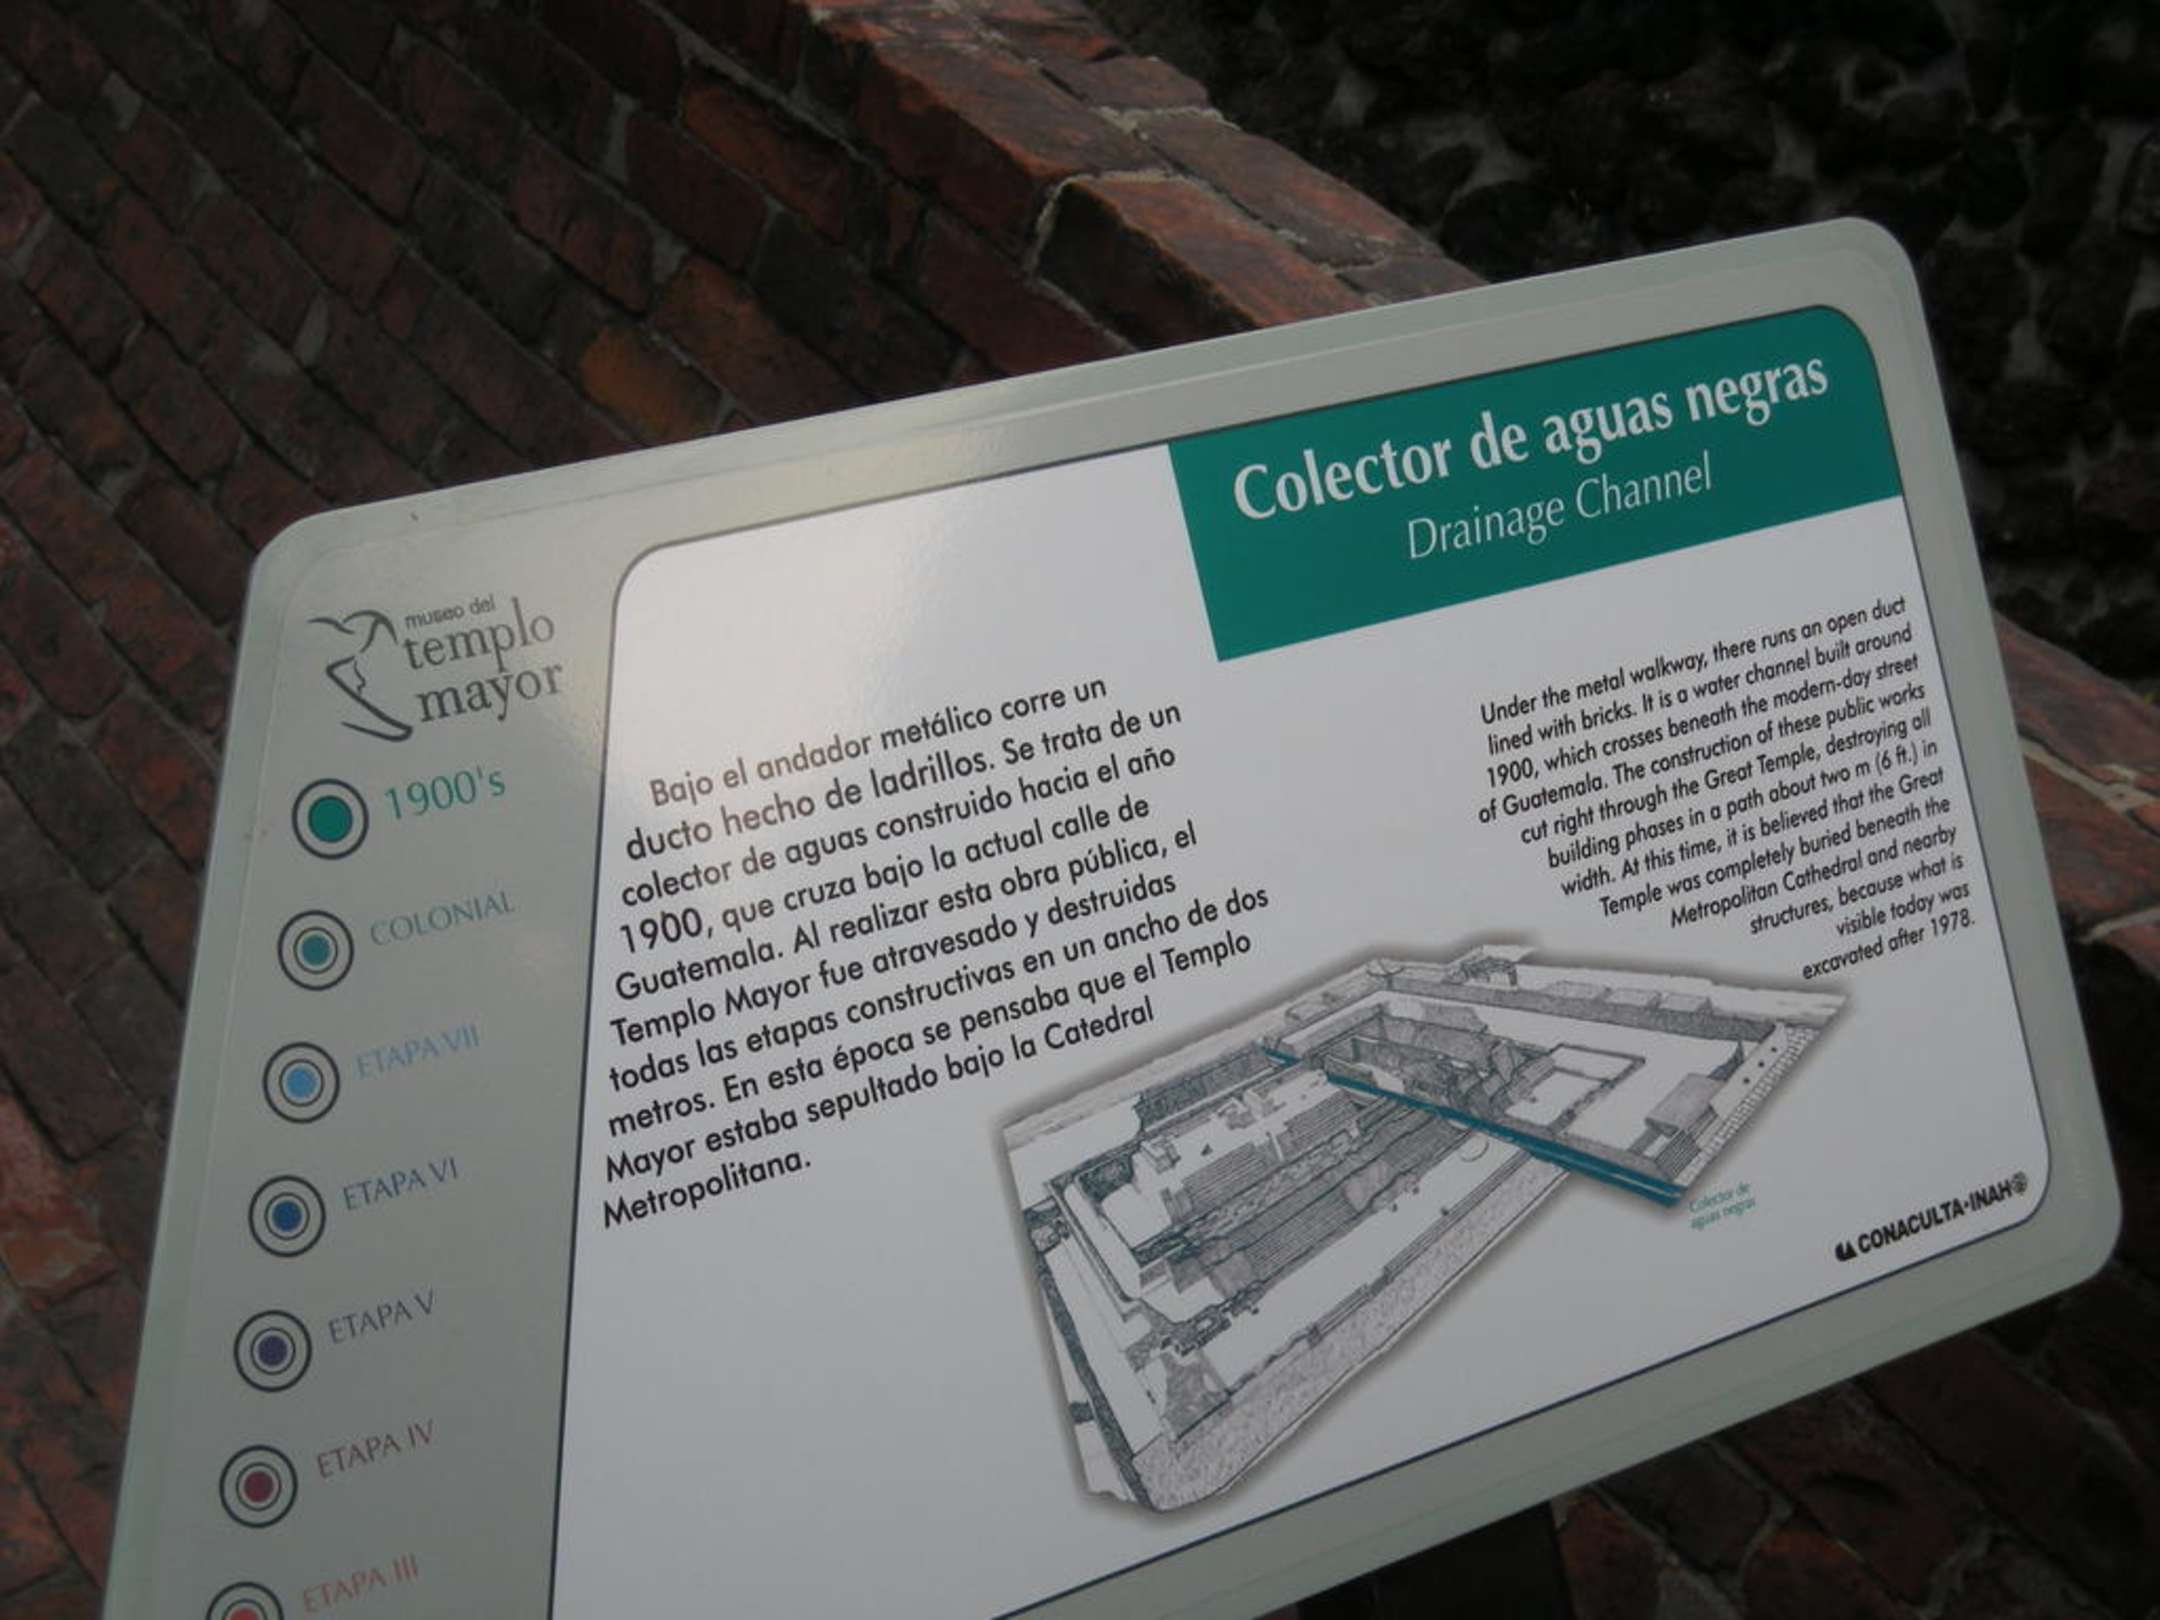 Colector de aguas negras
Drainage Channel
museo del
templo
mayor
1900's
COLONIAL
ETAPA VII
ETAPA VI
ETAPA V
ETAPA IV
ETAPA III
Bajo el andador metálico corre un
ducto hecho de ladrillos. Se trata de un
colector de aguas construido hacia el año
1900, que cruza bajo la actual calle de
Guatemala. Al realizar esta obra pública, el
Templo Mayor fue atravesado y destruidas
todas las etapas constructivas en un ancho de dos
metros. En esta época se pensaba que el Templo
Mayor estaba sepultado bajo la Catedral
Metropolitana.
Under the metal walkway, there runs an open duct
lined with bricks. It is a water channel built around
1900, which crosses beneath the modern-day street
of Guatemala. The construction of these public works
cut right through the Great Temple, destroying all
building phases in a path about two m (6 ft.) in
width. At this time, it is believed that the Great
Temple was completely buried beneath the
Metropolitan Cathedral and nearby
structures, because what is
visible today was
excavated after 1978.
Colector de
aguas negras
CONACULTA·INAH